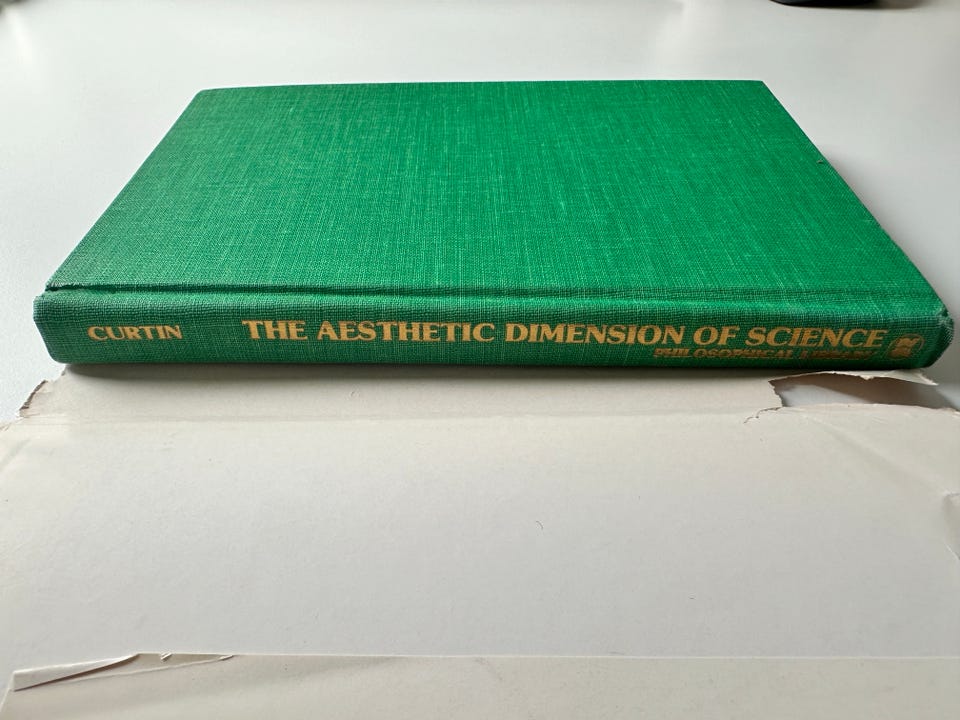 CURTIN
THE AESTHETIC DIMENSION OF SCIENCE
PHILOSOPHICAL LIBRARY